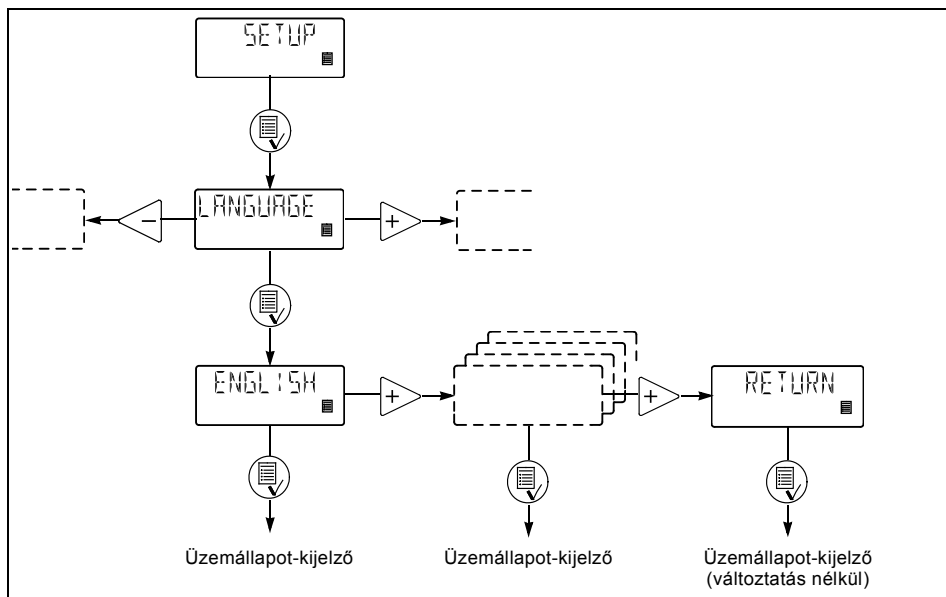 SETUP
LANGUAGE
ENGLISH
RETURN
Üzemállapot-kijelző
Üzemállapot-kijelző
Üzemállapot-kijelző
(változtatás nélkül)